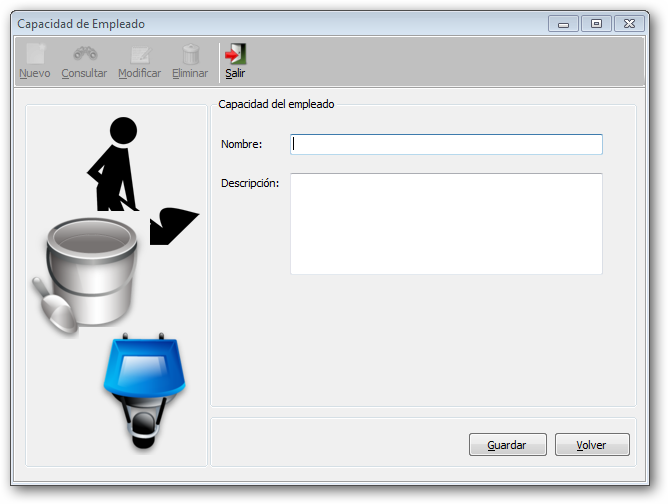 Capacidad de Empleado
Nuevo Consultar Modificar Eliminar Salir
Capacidad del empleado
Nombre:
Descripción:
Guardar Volver